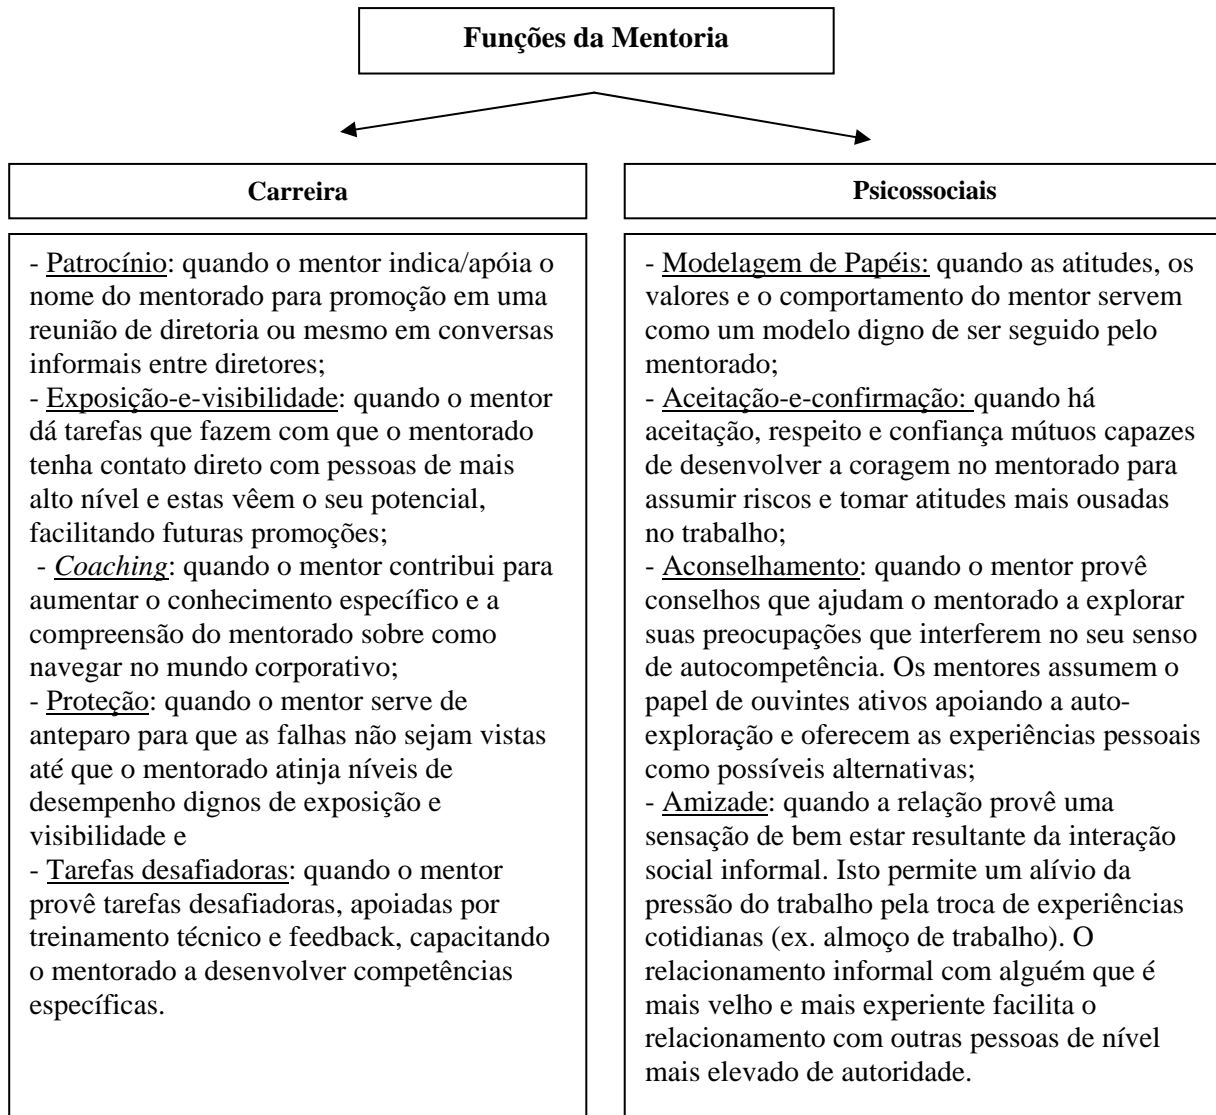 Funções da Mentoria
Carreira
- Patrocínio: quando o mentor indica/apóia o
nome do mentorado para promoção em uma
reunião de diretoria ou mesmo em conversas
informais entre diretores;
- Exposição-e-visibilidade: quando o mentor
dá tarefas que fazem com que o mentorado
tenha contato direto com pessoas de mais
alto nível e estas vêem o seu potencial,
facilitando futuras promoções;
- Coaching: quando o mentor contribui para
aumentar o conhecimento específico e a
compreensão do mentorado sobre como
navegar no mundo corporativo;
- Proteção: quando o mentor serve de
anteparo para que as falhas não sejam vistas
até que o mentorado atinja níveis de
desempenho dignos de exposição e
visibilidade e
- Tarefas desafiadoras: quando o mentor
provê tarefas desafiadoras, apoiadas por
treinamento técnico e feedback, capacitando
o mentorado a desenvolver competências
específicas.
Psicossociais
- Modelagem de Papéis: quando as atitudes, os
valores e o comportamento do mentor servem
como um modelo digno de ser seguido pelo
mentorado;
- Aceitação-e-confirmação: quando há
aceitação, respeito e confiança mútuos capazes
de desenvolver a coragem no mentorado para
assumir riscos e tomar atitudes mais ousadas
no trabalho;
- Aconselhamento: quando o mentor provê
conselhos que ajudam o mentorado a explorar
suas preocupações que interferem no seu senso
de autocompetência. Os mentores assumem o
papel de ouvintes ativos apoiando a auto-
exploração e oferecem as experiências pessoais
como possíveis alternativas;
- Amizade: quando a relação provê uma
sensação de bem estar resultante da interação
social informal. Isto permite um alívio da
pressão do trabalho pela troca de experiências
cotidianas (ex. almoço de trabalho). O
relacionamento informal com alguém que é
mais velho e mais experiente facilita o
relacionamento com outras pessoas de nível
mais elevado de autoridade.